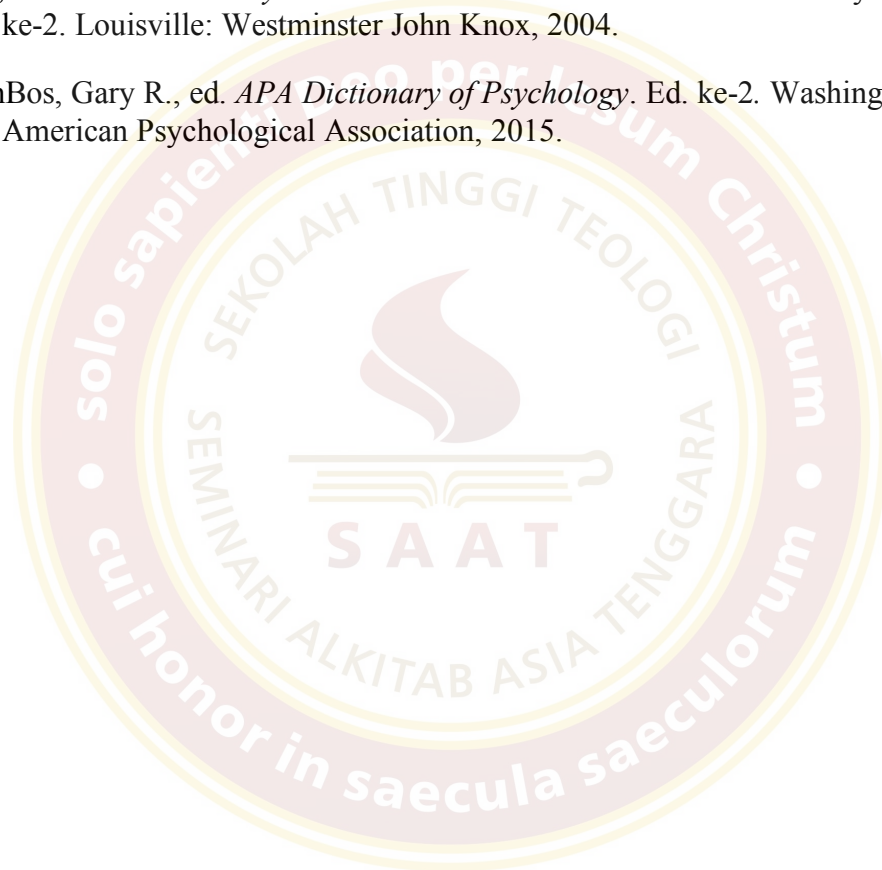 ke-2. Louisville: Westminster John Knox, 2004.
nBos, Gary R., ed. APA Dictionary of Psychology. Ed. ke-2. Washing
American Psychological Association, 2015.
solo sapienti Deo per Iesum Christum
SEKOLAH TINGGI TEOLOGI
SEMINARI ALKITAB ASIA TENGGARA
SAAT
cui honor in saecula saeculorum